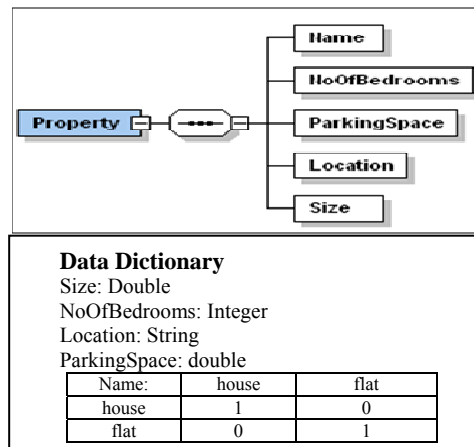 Name
NoOfBedrooms
Property
ParkingSpace
Location
Size
Data Dictionary
Size: Double
NoOfBedrooms: Integer
Location: String
ParkingSpace: double
Name: house flat
house 1 0
flat 0 1